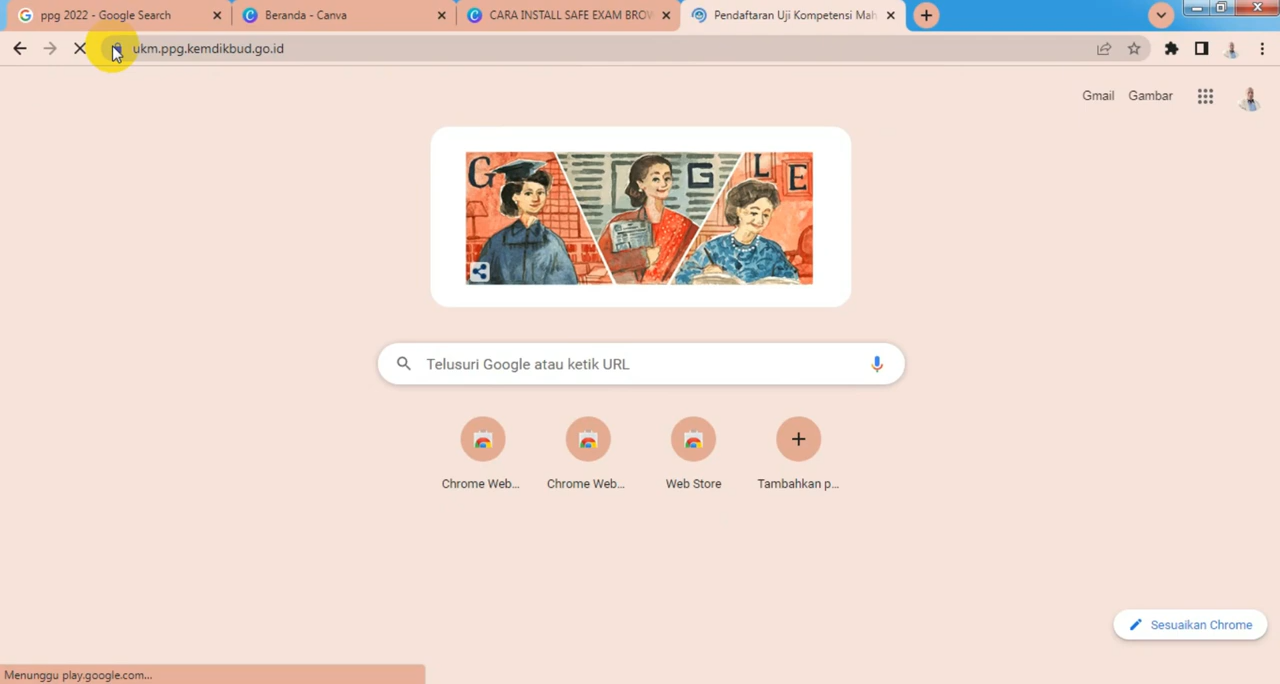 ppg 2022 - Google Search
Beranda - Canva
CARA INSTALL SAFE EXAM BROW
Pendaftaran Uji Kompetensi Mah
ukm.ppg.kemdikbud.go.id
Gmail Gambar
G G L E
Telusuri Google atau ketik URL
Chrome Web... Chrome Web... Web Store Tambahkan p...
Sesuaikan Chrome
Menunggu play.google.com...